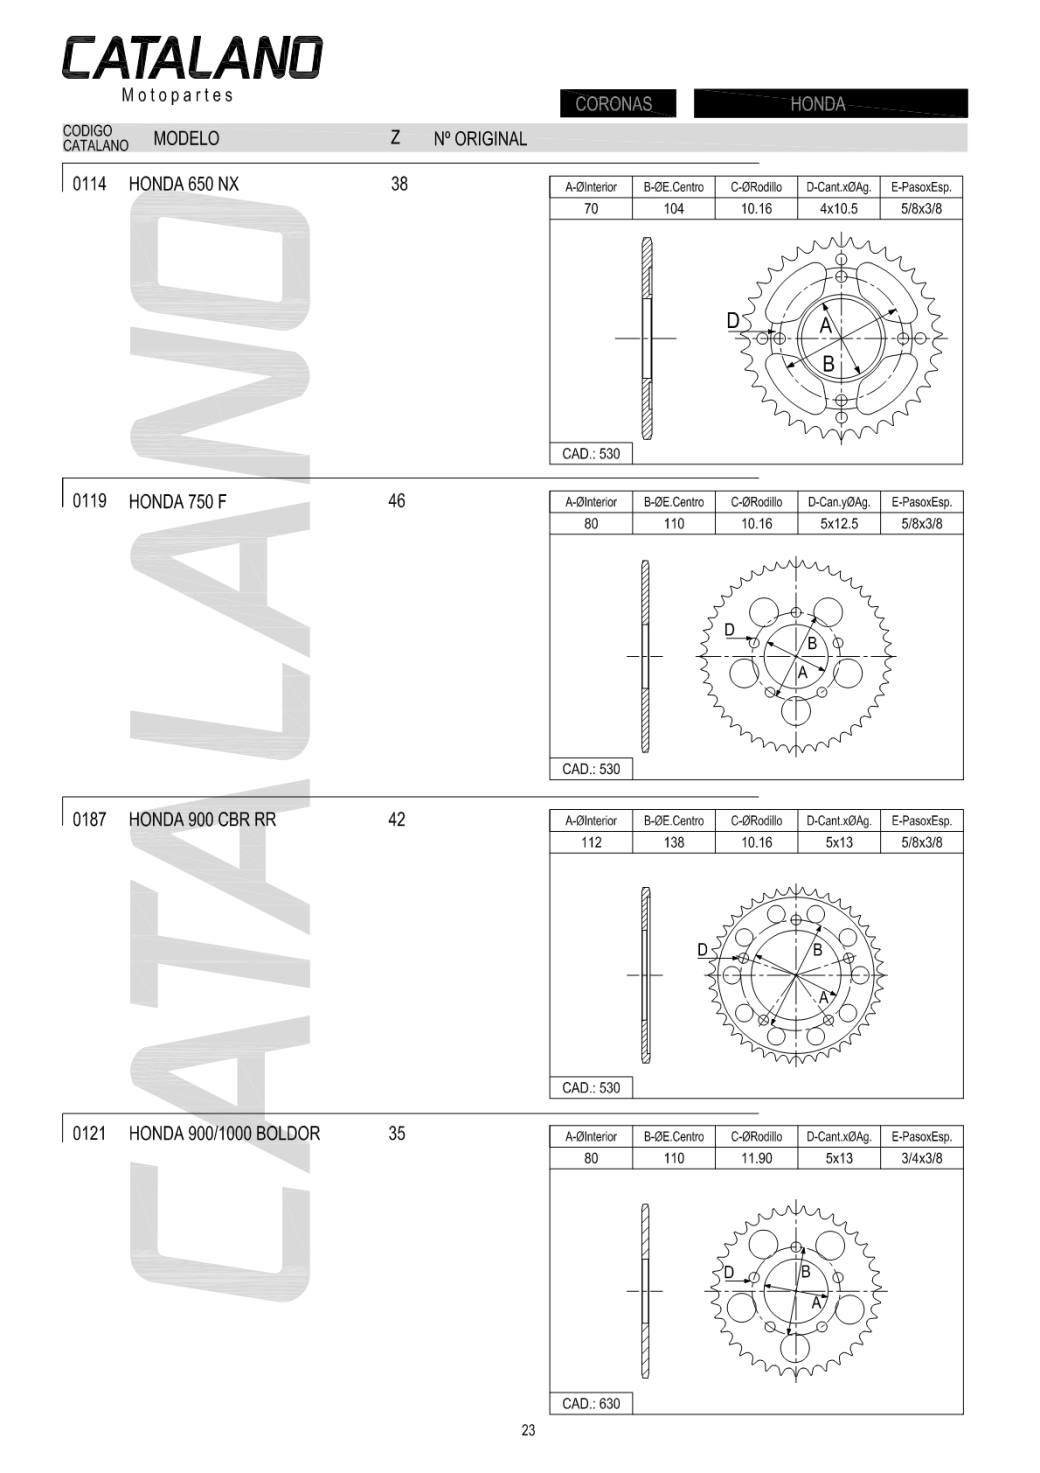 CATALANO
Motopartes
CORONAS HONDA
CODIGO
CATALANO MODELO Z Nº ORIGINAL
0114 HONDA 650 NX 38
A-ØInterior B-ØE.Centro C-ØRodillo D-Cant.xØAg. E-PasoxEsp.
70 104 10.16 4x10.5 5/8x3/8
D A
B
CAD.: 530
0119 HONDA 750 F 46
A-ØInterior B-ØE.Centro C-ØRodillo D-Can.yØAg. E-PasoxEsp.
80 110 10.16 5x12.5 5/8x3/8
D B
A
CAD.: 530
0187 HONDA 900 CBR RR 42
A-ØInterior B-ØE.Centro C-ØRodillo D-Cant.xØAg. E-PasoxEsp.
112 138 10.16 5x13 5/8x3/8
D B
A
CAD.: 530
0121 HONDA 900/1000 BOLDOR 35
A-ØInterior B-ØE.Centro C-ØRodillo D-Cant.xØAg. E-PasoxEsp.
80 110 11.90 5x13 3/4x3/8
D B
A
CAD.: 630
CATALANO
23